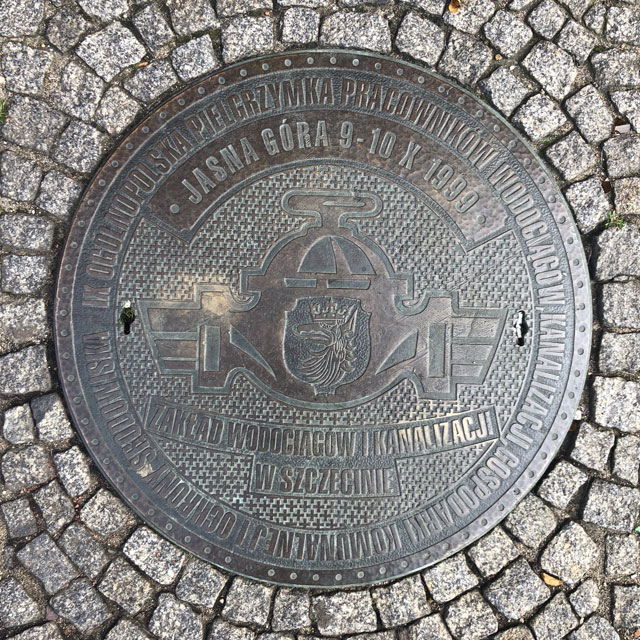 IX OGÓLNOPOLSKA PIELGRZYMKA PRACOWNIKÓW WODOCIĄGÓW I KANALIZACJI GOSPODARKI KOMUNALNEJ I OCHRONY ŚRODOWISKA
JASNA GÓRA 9-10 X 1999
ZAKŁAD WODOCIĄGÓW I KANALIZACJI
W SZCZECINIE